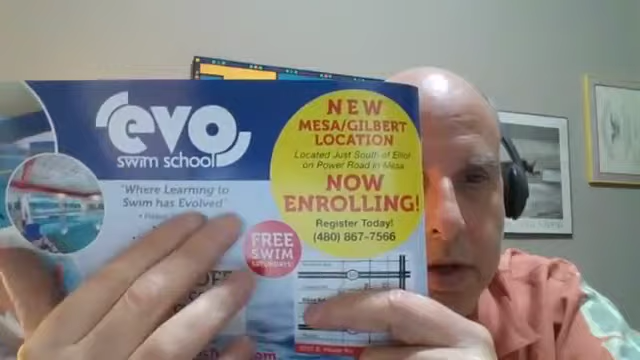 evo
swim school
"Where Learning to
Swim has Evolved"
NEW
MESA/GILBERT
LOCATION
Located Just South of Elliot
on Power Road in Mesa
NOW
ENROLLING!
Register Today!
(480) 867-7566
FREE
SWIM
SATURDAYS!